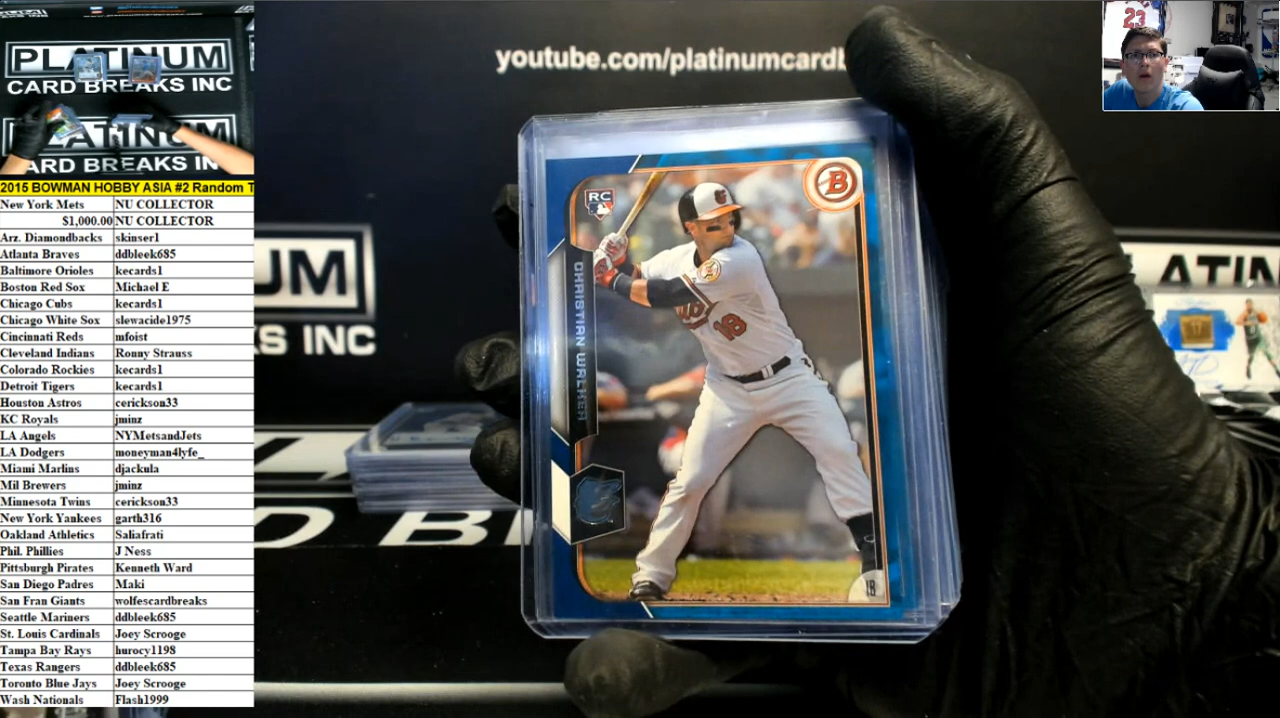 PLATINUM
CARD BREAKS INC
ARD BREAKS IN
2015 BOWMAN HOBBY ASIA #2 Random T
New York Mets NU COLLECTOR
$1,000.00 NU COLLECTOR
Arz. Diamondbacks skinser1
Atlanta Braves ddbleek685
Baltimore Orioles kecards1
Boston Red Sox Michael E
Chicago Cubs kecards1
Chicago White Sox slewacide1975
Cincinnati Reds mfoist
Cleveland Indians Ronny Strauss
Colorado Rockies kecards1
Detroit Tigers kecards1
Houston Astros cerickson33
KC Royals jminz
LA Angels NYMetsandJets
LA Dodgers moneyman4lyfe_
Miami Marlins djackula
Mil Brewers jminz
Minnesota Twins cerickson33
New York Yankees garth316
Oakland Athletics Saliafrati
Phil. Phillies J Ness
Pittsburgh Pirates Kenneth Ward
San Diego Padres Maki
San Fran Giants wolfescardbreaks
Seattle Mariners ddbleek685
St. Louis Cardinals Joey Scrooge
Tampa Bay Rays hurocy1198
Texas Rangers ddbleek685
Toronto Blue Jays Joey Scrooge
Wash Nationals Flash1999
youtube.com/platinumcardb
UM
KS INC
D BR
RC
B
CHRISTIAN WALKER
18
ATIN
23